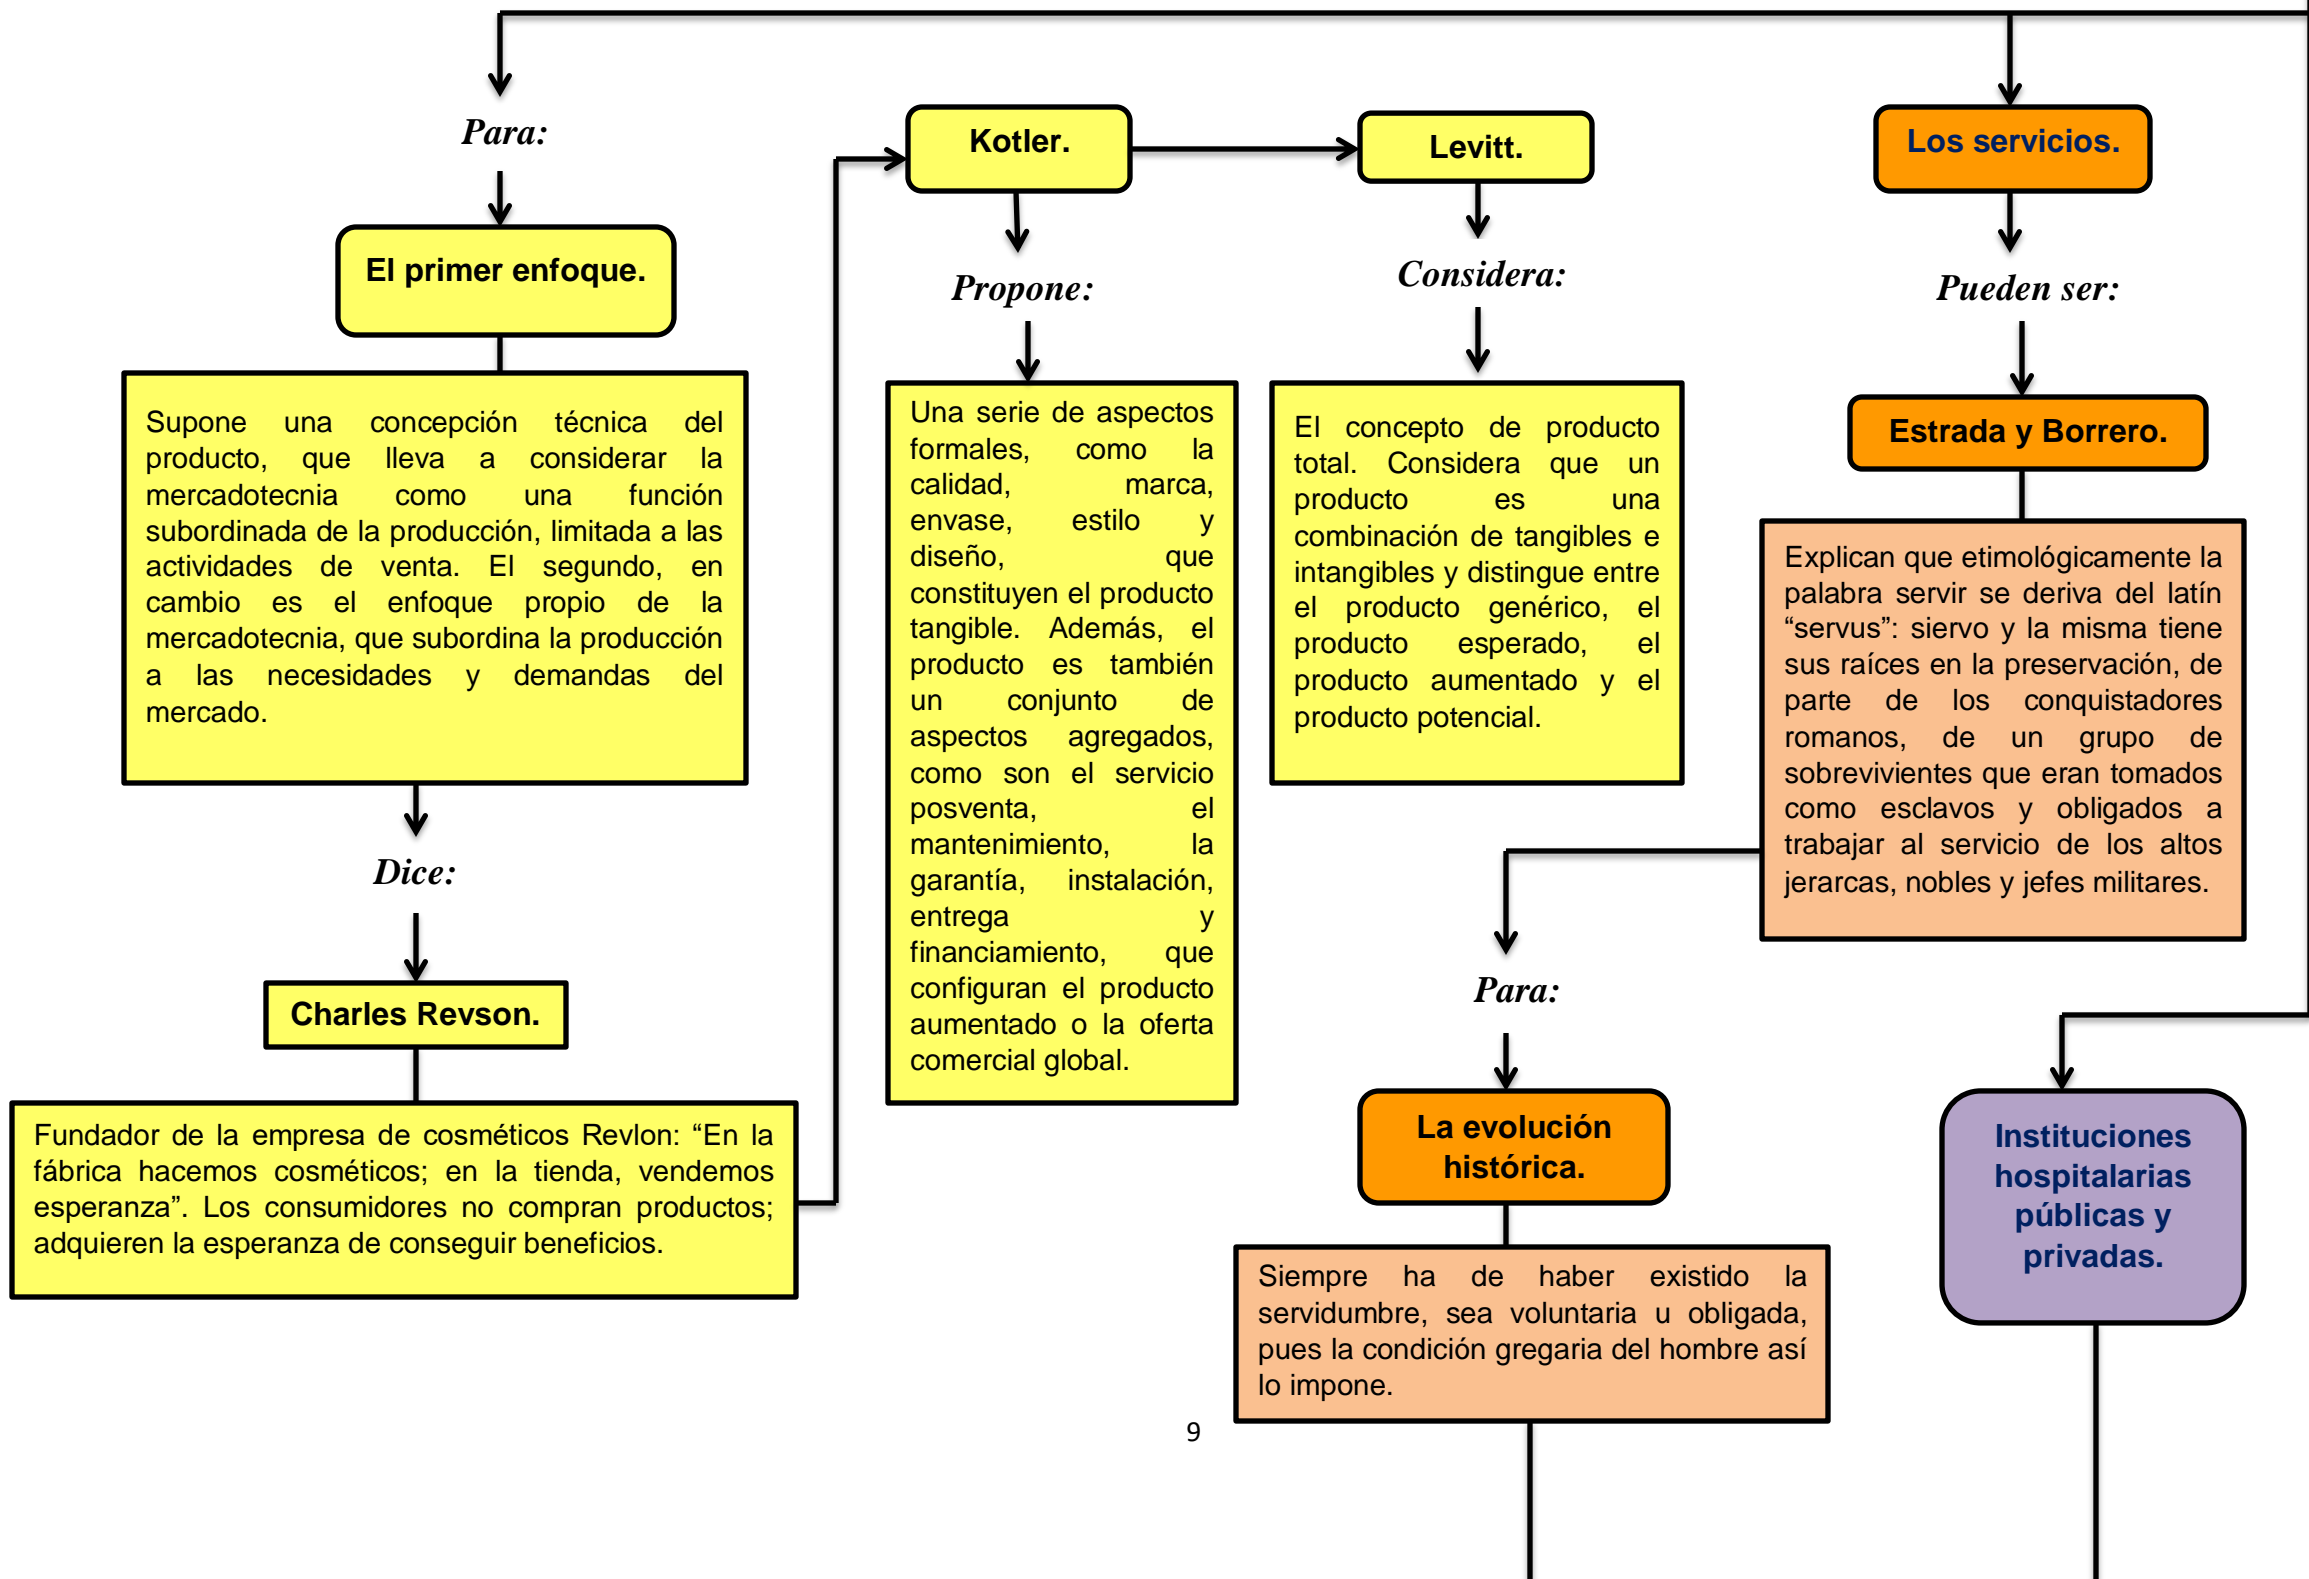 Para:
El primer enfoque.
Supone una concepción técnica del
producto, que lleva a considerar la
mercadotecnia como una función
subordinada de la producción, limitada a las
actividades de venta. El segundo, en
cambio es el enfoque propio de la
mercadotecnia, que subordina la producción
a las necesidades y demandas del
mercado.
Dice:
Charles Revson.
Fundador de la empresa de cosméticos Revlon: “En la
fábrica hacemos cosméticos; en la tienda, vendemos
esperanza”. Los consumidores no compran productos;
adquieren la esperanza de conseguir beneficios.
Kotler.
Propone:
Una serie de aspectos
formales, como la
calidad, marca,
envase, estilo y
diseño, que
constituyen el producto
tangible. Además, el
producto es también
un conjunto de
aspectos agregados,
como son el servicio
posventa, el
mantenimiento, la
garantía, instalación,
entrega y
financiamiento, que
configuran el producto
aumentado o la oferta
comercial global.
Levitt.
Considera:
El concepto de producto
total. Considera que un
producto es una
combinación de tangibles e
intangibles y distingue entre
el producto genérico, el
producto esperado, el
producto aumentado y el
producto potencial.
Los servicios.
Pueden ser:
Estrada y Borrero.
Explican que etimológicamente la
palabra servir se deriva del latín
“servus”: siervo y la misma tiene
sus raíces en la preservación, de
parte de los conquistadores
romanos, de un grupo de
sobrevivientes que eran tomados
como esclavos y obligados a
trabajar al servicio de los altos
jerarcas, nobles y jefes militares.
Para:
La evolución
histórica.
Siempre ha de haber existido la
servidumbre, sea voluntaria u obligada,
pues la condición gregaria del hombre así
lo impone.
Instituciones
hospitalarias
públicas y
privadas.
9